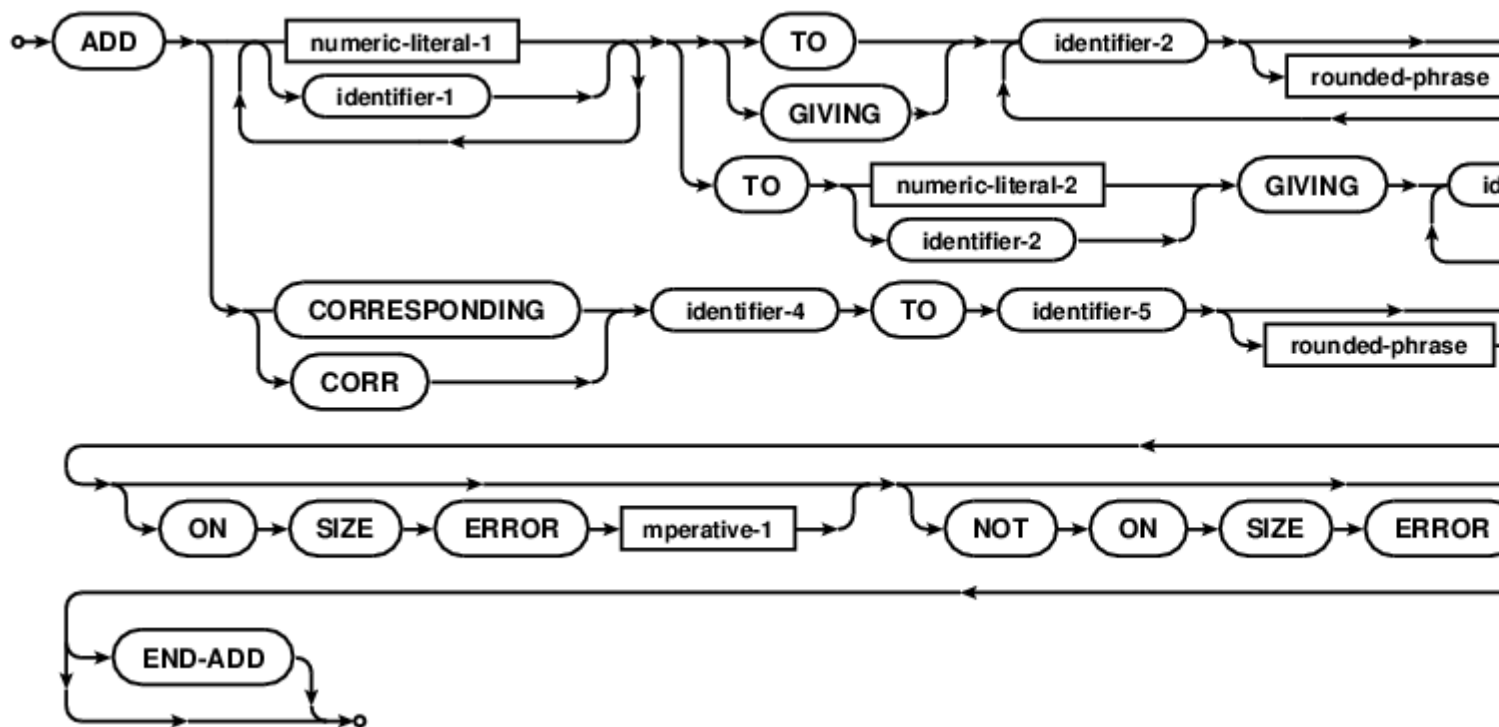 ADD numeric-literal-1 TO identifier-2
identifier-1 GIVING rounded-phrase
TO numeric-literal-2 GIVING id
identifier-2
CORRESPONDING identifier-4 TO identifier-5
CORR rounded-phrase
ON SIZE ERROR mperative-1 NOT ON SIZE ERROR
END-ADD